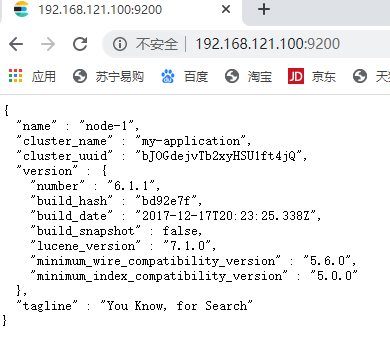 192.168.121.100:9200
不安全 | 192.168.121.100:9200
应用 苏宁易购 百度 淘宝 JD 京东
{
  "name" : "node-1",
  "cluster_name" : "my-application",
  "cluster_uuid" : "bJOGdejvTb2xyHSU1ft4jQ",
  "version" : {
    "number" : "6.1.1",
    "build_hash" : "bd92e7f",
    "build_date" : "2017-12-17T20:23:25.338Z",
    "build_snapshot" : false,
    "lucene_version" : "7.1.0",
    "minimum_wire_compatibility_version" : "5.6.0",
    "minimum_index_compatibility_version" : "5.0.0"
  },
  "tagline" : "You Know, for Search"
}